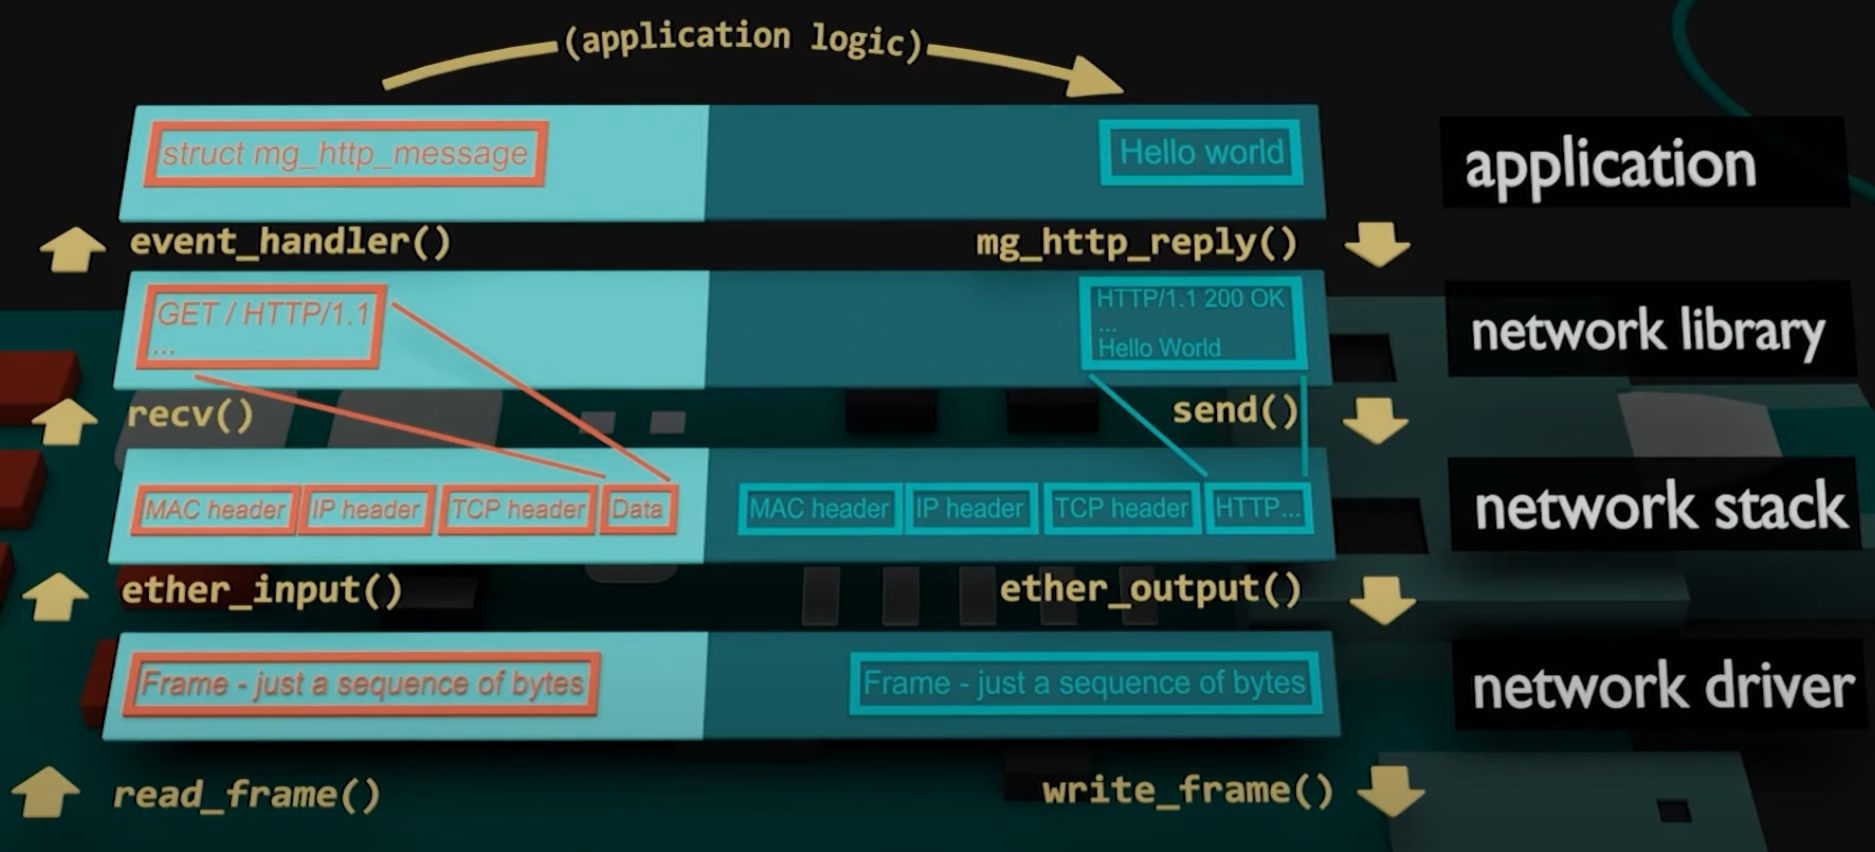 (application logic)
struct mg_http_message
Hello world
application
event_handler()
mg_http_reply()
GET / HTTP/1.1
...
HTTP/1.1 200 OK
...
Hello World
network library
recv()
send()
MAC header
IP header
TCP header
Data
MAC header
IP header
TCP header
HTTP...
network stack
ether_input()
ether_output()
Frame - just a sequence of bytes
Frame - just a sequence of bytes
network driver
read_frame()
write_frame()